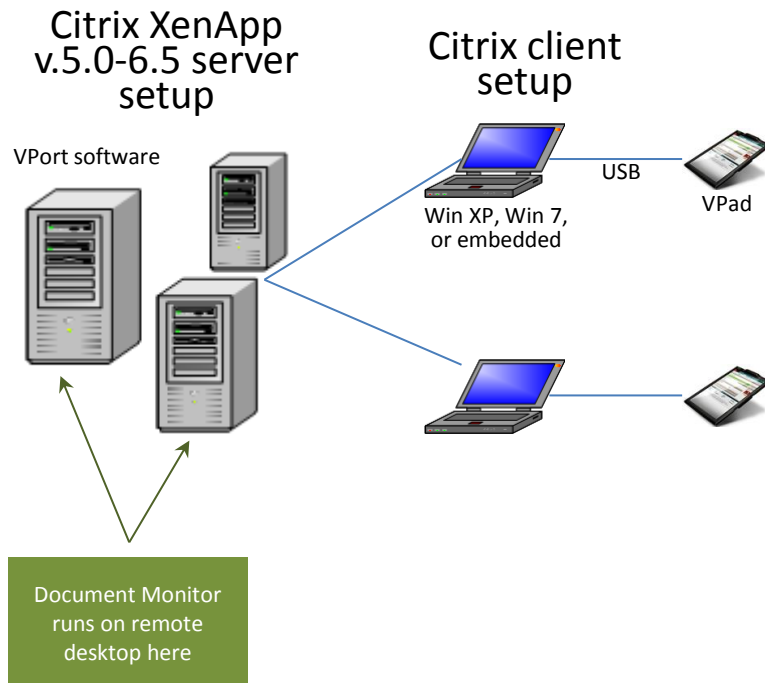 Citrix XenApp
v.5.0-6.5 server
setup
Citrix client
setup
VPort software
USB
Win XP, Win 7,
or embedded
VPad
Document Monitor
runs on remote
desktop here